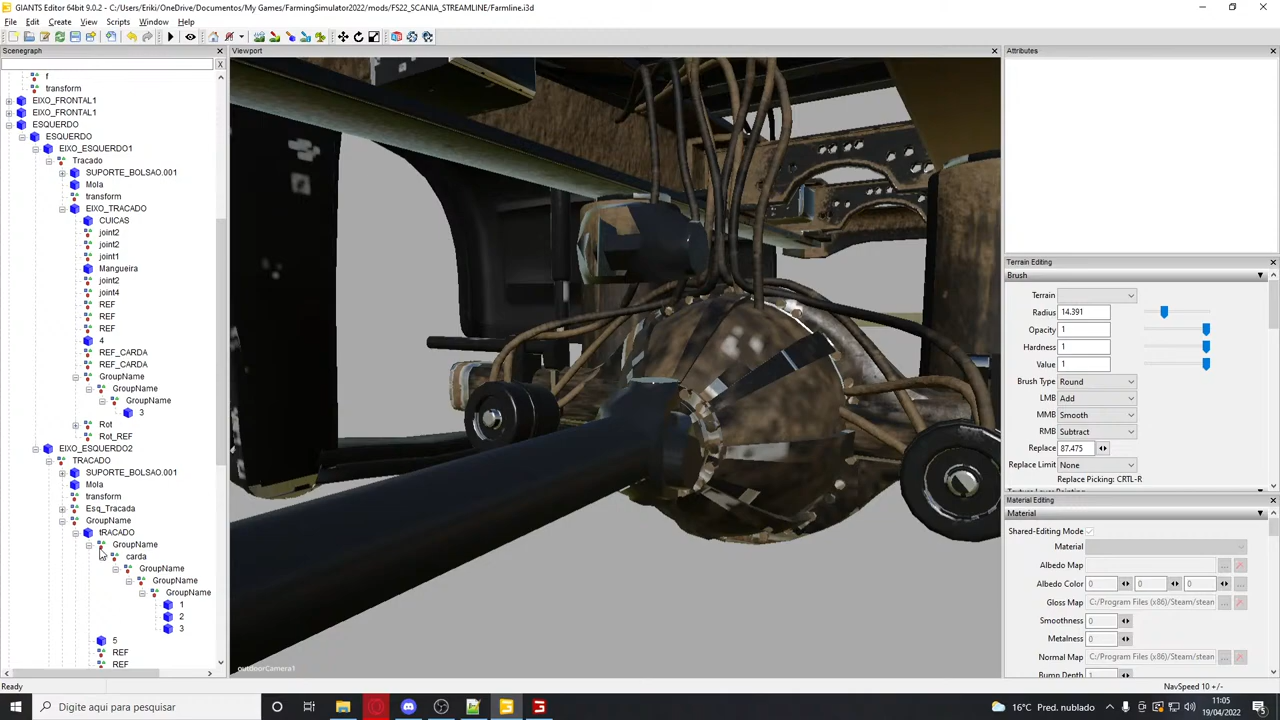 GIANTS Editor 64bit 9.0.2 - C:/Users/Eriki/OneDrive/Documentos/My Games/FarmingSimulator2022/mods/FS22_SCANIA_STREAMLINE/Farmline.i3d
File Edit Create View Scripts Window Help
Scenegraph
Viewport
Attributes
f
transform
EIXO_FRONTAL1
EIXO_FRONTAL1
ESQUERDO
ESQUERDO
EIXO_ESQUERDO1
Tracado
SUPORTE_BOLSAO.001
Mola
transform
EIXO_TRACADO
CUICAS
joint2
joint2
joint1
Mangueira
joint2
joint4
REF
REF
REF
4
REF_CARDA
REF_CARDA
GroupName
GroupName
GroupName
3
Rot
Rot_REF
EIXO_ESQUERDO2
TRACADO
SUPORTE_BOLSAO.001
Mola
transform
Esq_Tracada
GroupName
tRACADO
GroupName
carda
GroupName
GroupName
GroupName
1
2
3
5
REF
REF
outdoorCamera1
Terrain Editing
Brush
Terrain
Radius 14.391
Opacity 1
Hardness 1
Value 1
Brush Type Round
LMB Add
MMB Smooth
RMB Subtract
Replace 87.475
Replace Limit None
Replace Picking: CRTL-R
Material Editing
Material
Shared-Editing Mode
Material
Albedo Map ...
Albedo Color 0 0 0 ...
Gloss Map C:/Program Files (x86)/Steam/stean ...
Smoothness 0
Metalness 0
Normal Map C:/Program Files (x86)/Steam/stean ...
Bump Depth 1
Ready
NavSpeed 10 +/-
Digite aqui para pesquisar
16°C Pred. nublado
11:05
19/04/2022